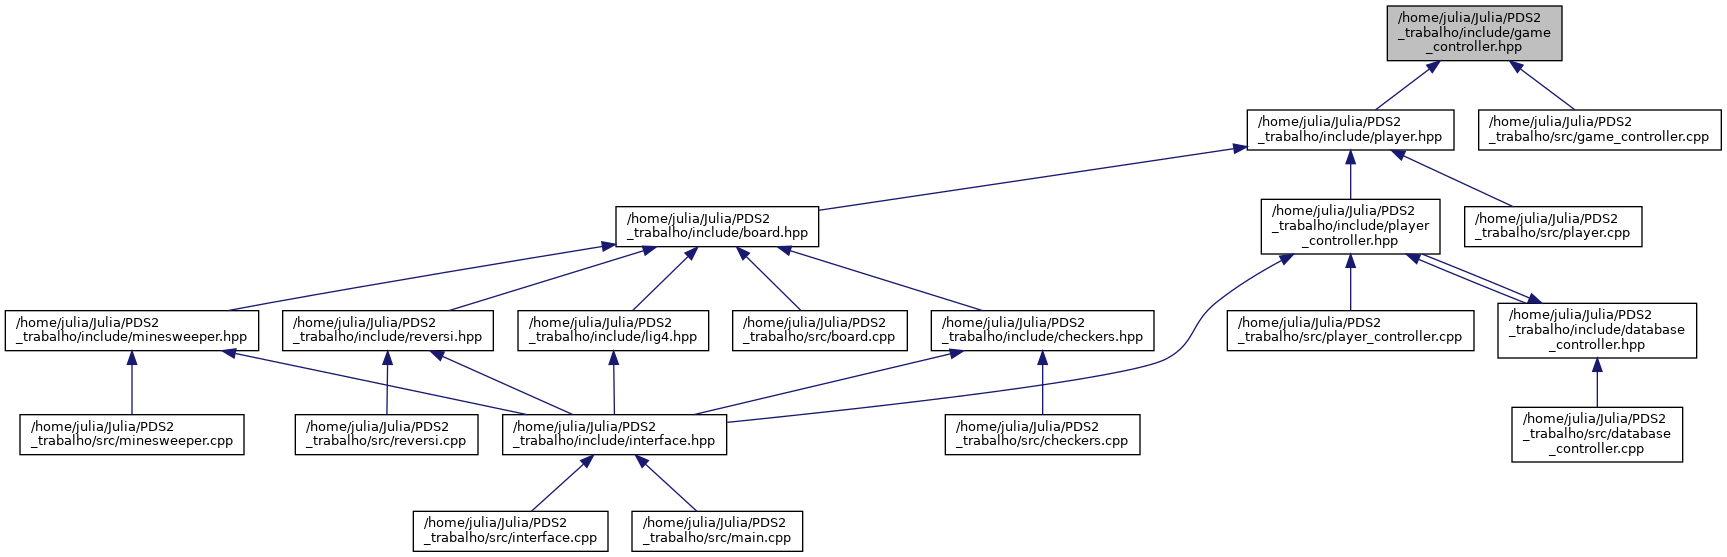 /home/julia/Julia/PDS2
_trabalho/include/game
_controller.hpp
/home/julia/Julia/PDS2
_trabalho/include/player.hpp
/home/julia/Julia/PDS2
_trabalho/src/game_controller.cpp
/home/julia/Julia/PDS2
_trabalho/include/board.hpp
/home/julia/Julia/PDS2
_trabalho/include/player
_controller.hpp
/home/julia/Julia/PDS2
_trabalho/src/player.cpp
/home/julia/Julia/PDS2
_trabalho/include/minesweeper.hpp
/home/julia/Julia/PDS2
_trabalho/include/reversi.hpp
/home/julia/Julia/PDS2
_trabalho/include/lig4.hpp
/home/julia/Julia/PDS2
_trabalho/src/board.cpp
/home/julia/Julia/PDS2
_trabalho/include/checkers.hpp
/home/julia/Julia/PDS2
_trabalho/src/player_controller.cpp
/home/julia/Julia/PDS2
_trabalho/include/database
_controller.hpp
/home/julia/Julia/PDS2
_trabalho/src/minesweeper.cpp
/home/julia/Julia/PDS2
_trabalho/src/reversi.cpp
/home/julia/Julia/PDS2
_trabalho/include/interface.hpp
/home/julia/Julia/PDS2
_trabalho/src/checkers.cpp
/home/julia/Julia/PDS2
_trabalho/src/database
_controller.cpp
/home/julia/Julia/PDS2
_trabalho/src/interface.cpp
/home/julia/Julia/PDS2
_trabalho/src/main.cpp